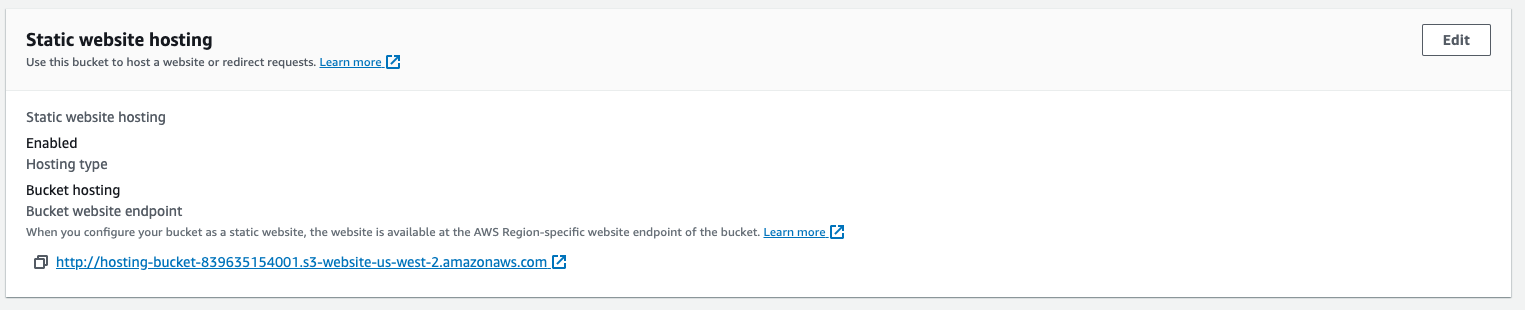 Static website hosting
Edit
Use this bucket to host a website or redirect requests. Learn more
Static website hosting
Enabled
Hosting type
Bucket hosting
Bucket website endpoint
When you configure your bucket as a static website, the website is available at the AWS Region-specific website endpoint of the bucket. Learn more
http://hosting-bucket-839635154001.s3-website-us-west-2.amazonaws.com